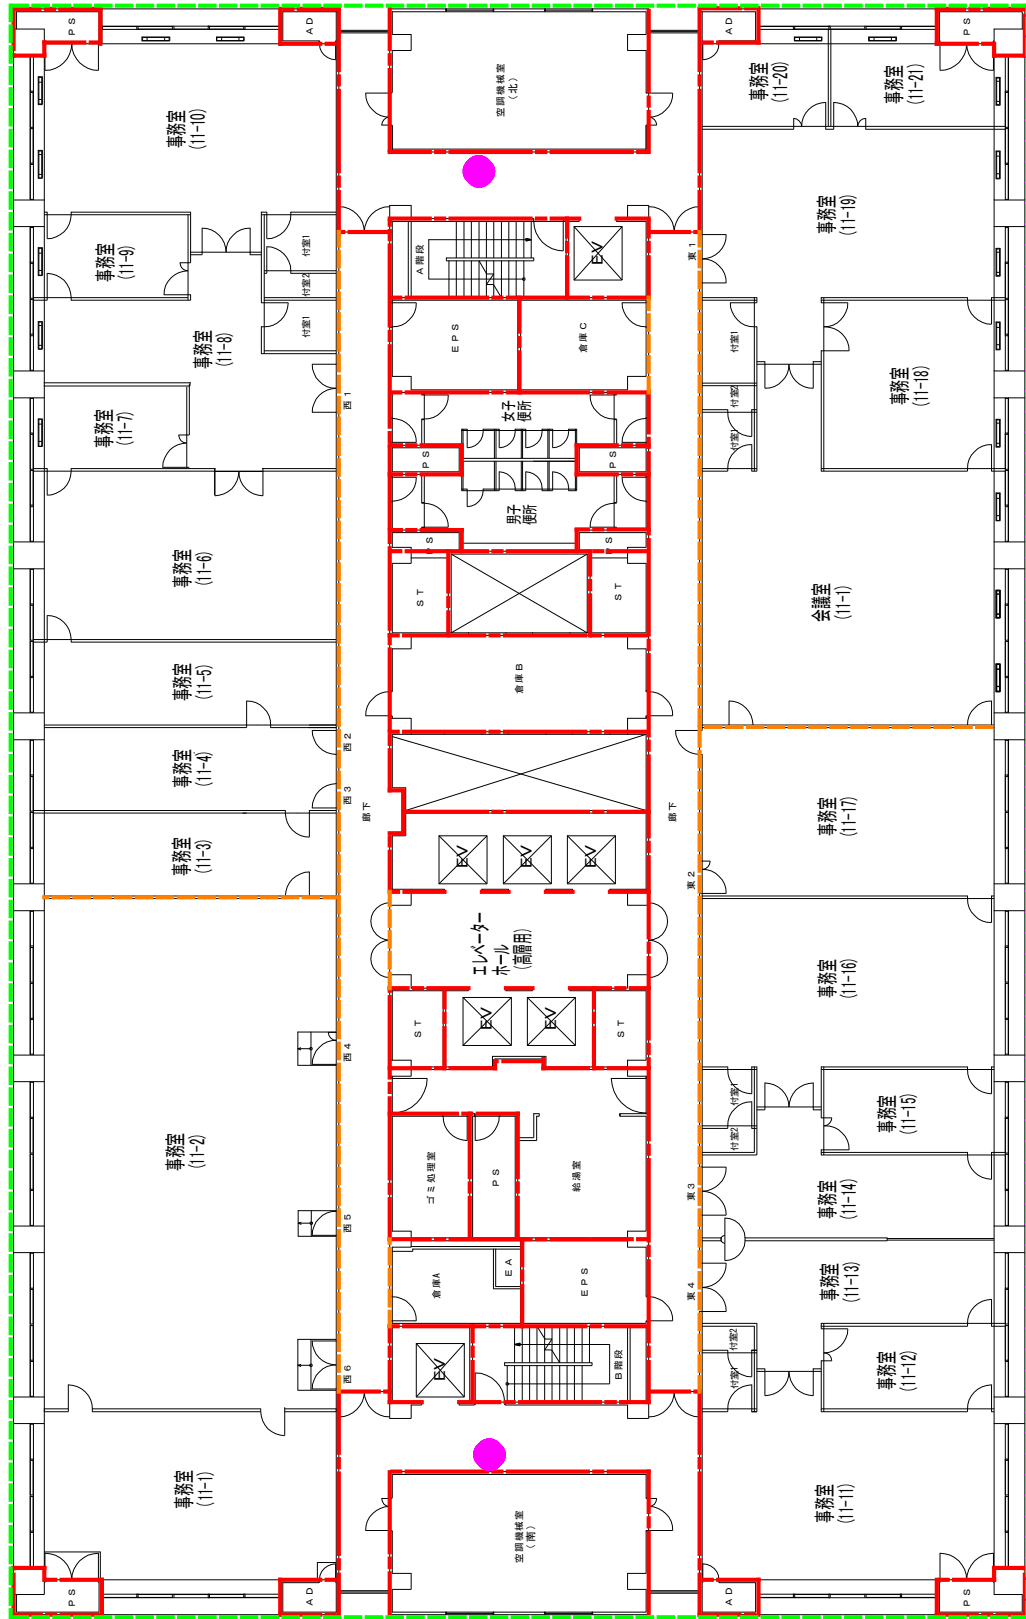 PS
AD
事務室
(11-10)
空調機械室
(北)
AD
事務室
(11-20)
事務室
(11-21)
PS
事務室
(11-9)
付室1
付室2
付室1
事務室
(11-8)
事務室
(11-7)
A階段
EV
東1
事務室
(11-19)
EPS
倉庫C
付室1
付室2
付室1
事務室
(11-18)
西1
女子
便所
PS
PS
男子
便所
PS
PS
事務室
(11-6)
ST
ST
会議室
(11-1)
事務室
(11-5)
倉庫B
事務室
(11-4)
西2
西3
廊下
廊下
事務室
(11-17)
事務室
(11-3)
EV
EV
EV
東2
エレベーター
ホール
(高層用)
事務室
(11-16)
ST
EV
EV
ST
西4
事務室
(11-2)
付室1
付室2
事務室
(11-15)
ゴミ処理室
PS
給湯室
東3
事務室
(11-14)
西5
倉庫A
EA
EPS
東4
事務室
(11-13)
西6
EV
B階段
付室2
付室1
事務室
(11-12)
事務室
(11-1)
空調機械室
(南)
事務室
(11-11)
PS
AD
AD
PS